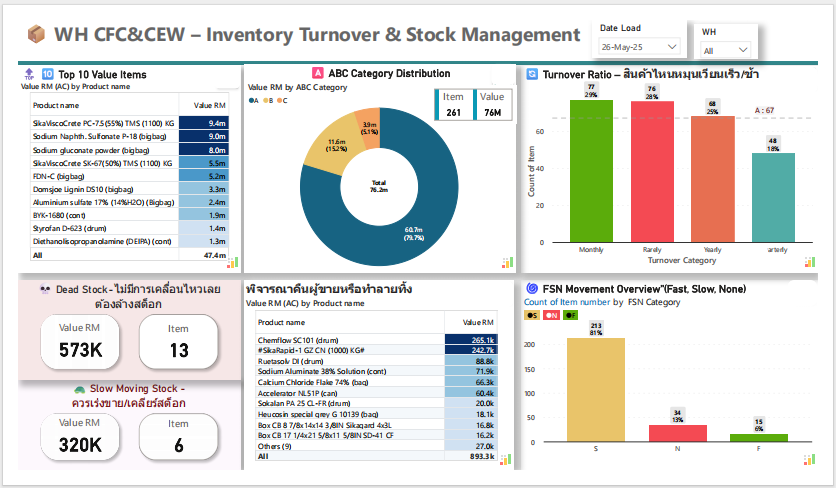 📦 WH CFC&CEW – Inventory Turnover & Stock Management
Date Load
26-May-25
WH
All
TOP 10 Top 10 Value Items
Value RM (AC) by Product name
Product name Value RM
SikaViscoCrete PC-7.5(55%) TMS (1100) KG 9.4m
Sodium Naphth. Sulfonate P-18 (bigbag) 9.0m
Sodium gluconate powder (bigbag) 8.0m
SikaViscoCrete SK-67(50%) TMS (1100) KG 5.5m
FDN-C (bigbag) 5.2m
Domsjoe Lignin DS10 (bigbag) 3.3m
Aluminium sulfate 17% (14%H2O) (Bigbag) 2.4m
BYK-1680 (cont) 1.9m
Styrofan D-623 (drum) 1.4m
Diethanolisopropanolamine (DEIPA) (cont) 1.3m
All 47.4m
A ABC Category Distribution
Value RM by ABC Category
A B C
Item Value
261 76M
3.9m
(5.1%)
11.6m
(15.2%)
Total
76.2m
60.7m
(79.7%)
Turnover Ratio – สินค้าไหนหมุนเวียนเร็ว/ช้า
Count of Item
0
20
40
60
77
29%
76
28%
68
25%
A : 67
48
18%
Monthly Rarely Yearly arterly
Turnover Category
💀 Dead Stock - ไม่มีการเคลื่อนไหวเลย
ต้องล้างสต็อก
Value RM
573K
Item
13
🐢 Slow Moving Stock -
ควรเร่งขาย/เคลียร์สต็อก
Value RM
320K
Item
6
พิจารณาคืนผู้ขายหรือทำลายทิ้ง
Value RM (AC) by Product name
Product name Value RM
Chemflow SC101 (drum) 265.1k
#SikaRapid-1 GZ CN (1000) KG# 242.7k
Ruetasolv DI (drum) 88.8k
Sodium Aluminate 38% Solution (cont) 71.9k
Calcium Chloride Flake 74% (bag) 66.3k
Accelerator NL51P (can) 60.4k
Sokalan PA 25 CL-FR (drum) 20.0k
Heucosin special grey G 10139 (bag) 18.1k
Box CB 8 7/8x14x14 3/8IN Sikagard 4x3L 16.8k
Box CB 17 1/4x21 5/8x11 5/8IN SD-41 CF 16.2k
Others (9) 27.0k
All 893.3k
FSN Movement Overview"(Fast, Slow, None)
Count of Item number by FSN Category
S N F
0
50
100
150
200
213
81%
34
13%
15
6%
S N F